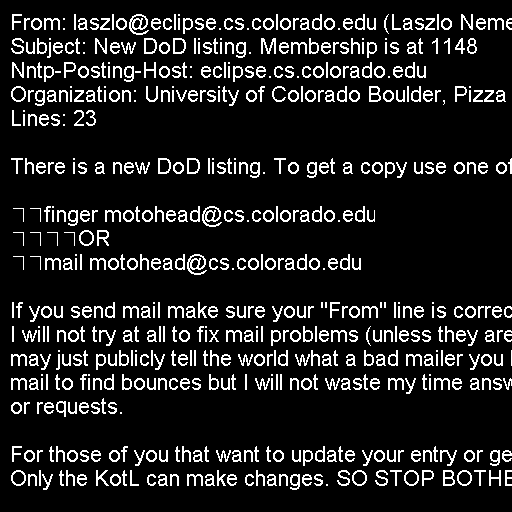 From: laszlo@eclipse.cs.colorado.edu (Laszlo Neme
Subject: New DoD listing. Membership is at 1148
Nntp-Posting-Host: eclipse.cs.colorado.edu
Organization: University of Colorado Boulder, Pizza
Lines: 23

There is a new DoD listing. To get a copy use one of

finger motohead@cs.colorado.edu
OR
mail motohead@cs.colorado.edu

If you send mail make sure your "From" line is correc
I will not try at all to fix mail problems (unless they are
may just publicly tell the world what a bad mailer you
mail to find bounces but I will not waste my time answ
or requests.

For those of you that want to update your entry or ge
Only the KotL can make changes. SO STOP BOTHE